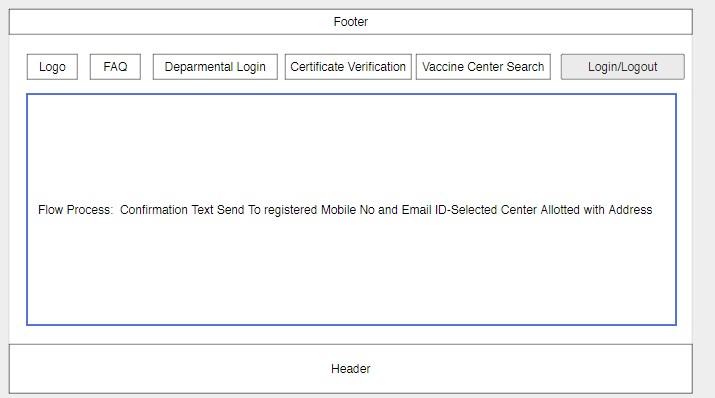 Footer
Logo
FAQ
Deparmental Login
Certificate Verification
Vaccine Center Search
Login/Logout
Flow Process:  Confirmation Text Send To registered Mobile No and Email ID-Selected Center Allotted with Address
Header